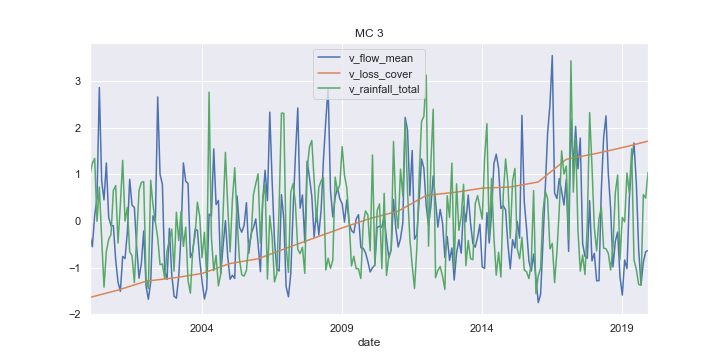 MC 3
v_flow_mean
v_loss_cover
v_rainfall_total
3
2
1
0
−1
−2
2004 2009 2014 2019
date